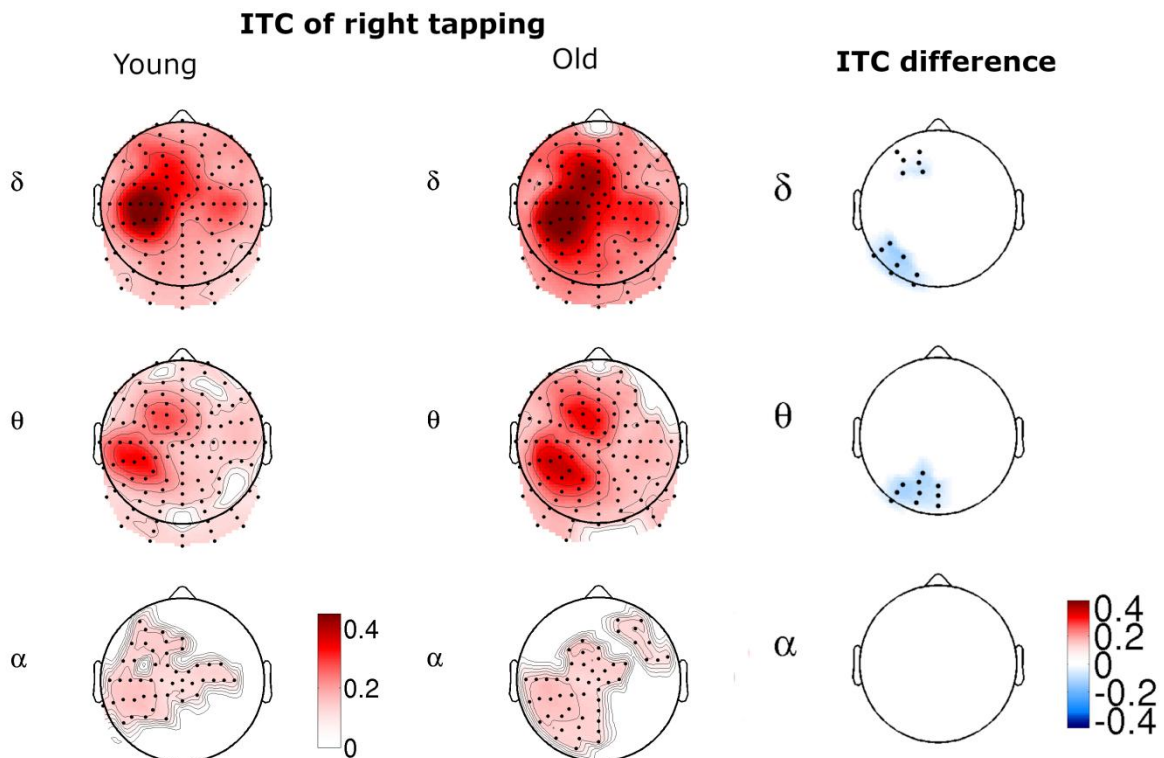 ITC of right tapping
Young
Old
ITC difference
δ
δ
δ
θ
θ
θ
α
α
α
0.4
0.2
0
0.4
0.2
0
-0.2
-0.4